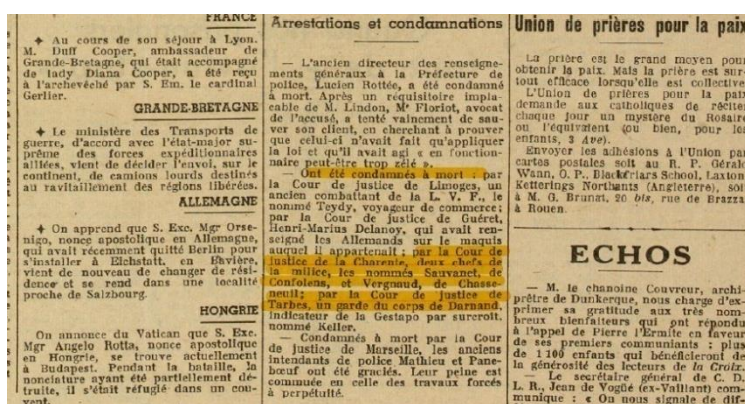 FRANCE
✦ Au cours de son séjour à Lyon.
M. Duff Cooper, ambassadeur de
Grande-Bretagne, qui était accompagné
de lady Diana Cooper, a été reçu
à l'archevêché par S. Em. le cardinal
Gerlier.
GRANDE-BRETAGNE
✦ Le ministère des Transports de
guerre, d'accord avec l'état-major su-
prême des forces expéditionnaires
alliées, vient de décider l'envoi, sur le
continent, de camions lourds destinés
au ravitaillement des régions libérées.
ALLEMAGNE
✦ On apprend que S. Exc. Mgr Orse-
nigo, nonce apostolique en Allemagne,
qui avait récemment quitté Berlin pour
s'installer à Eichstatt, en Bavière,
vient de nouveau de changer de rési-
dence et se rend dans une localité
proche de Salzbourg.
HONGRIE
On annonce du Vatican que S. Exc.
Mgr Angelo Rotta, nonce apostolique
en Hongrie, se trouve actuellement
à Budapest. Pendant la bataille, la
nonciature ayant été partiellement dé-
truite, il s'était réfugié dans un cou-
vent.
Arrestations et condamnations
— L'ancien directeur des renseigne-
ments généraux à la Préfecture de
police, Lucien Rottée, a été condamné
à mort. Après un réquisitoire impla-
cable de M. Lindon, Me Floriot, avocat
de l'accusé, a tenté vainement de sau-
ver son client, en cherchant à prouver
que celui-ci n'avait fait qu'appliquer
la loi et qu'il avait agi « en fonction-
naire peut-être trop zélé ».
— Ont été condamnés à mort : par
la Cour de justice de Limoges, un
ancien combattant de la L. V. F., le
nommé Teydy, voyageur de commerce;
par la Cour de justice de Guéret,
Henri-Marius Delanoy, qui avait ren-
seigné les Allemands sur le maquis
auquel il appartenait ; par la Cour de
justice de la Charente, deux chefs de
la milice, les nommés Sauvanet, de
Confolens, et Vergnaud, de Chasse-
neuil; par la Cour de justice de
Tarbes, un garde du corps de Darnand,
indicateur de la Gestapo par surcroît,
nommé Keller.
— Condamnés à mort par la Cour
de justice de Marseille, les anciens
intendants de police Mathieu et Pane-
bœuf ont été graciés. Leur peine est
commuée en celle des travaux forcés
à perpétuité.
Union de prières pour la paix
La prière est le grand moyen pour
obtenir la paix. Mais la prière est sur-
tout efficace lorsqu'elle est collective.
L'Union de prières pour la paix
demande aux catholiques de réciter
chaque jour un mystère du Rosaire
ou l'équivalent (ou bien, pour les
enfants, 3 Ave).
Envoyer les adhésions à l'Union par
cartes postales soit au R. P. Gérald
Wann, O. P., Blackfriars School, Laxton
Ketterings Northants (Angleterre), soit
à M. G. Brunat, 20 bis, rue de Brazza
à Rouen.
ECHOS
— M. le chanoine Couvreur, archi-
prêtre de Dunkerque, nous charge d'ex-
primer sa gratitude aux très nom-
breux bienfaiteurs qui ont répondu
à l'appel de Pierre l'Ermite en faveur
de ses premiers communiants : plus
de 1 100 enfants qui bénéficieront de
la générosité des lecteurs de la Croix.
— Le secrétaire général de C. D.
L. R., Jean de Vogüé (ex-Vaillant) com-
munique : « On nous signale de dif-